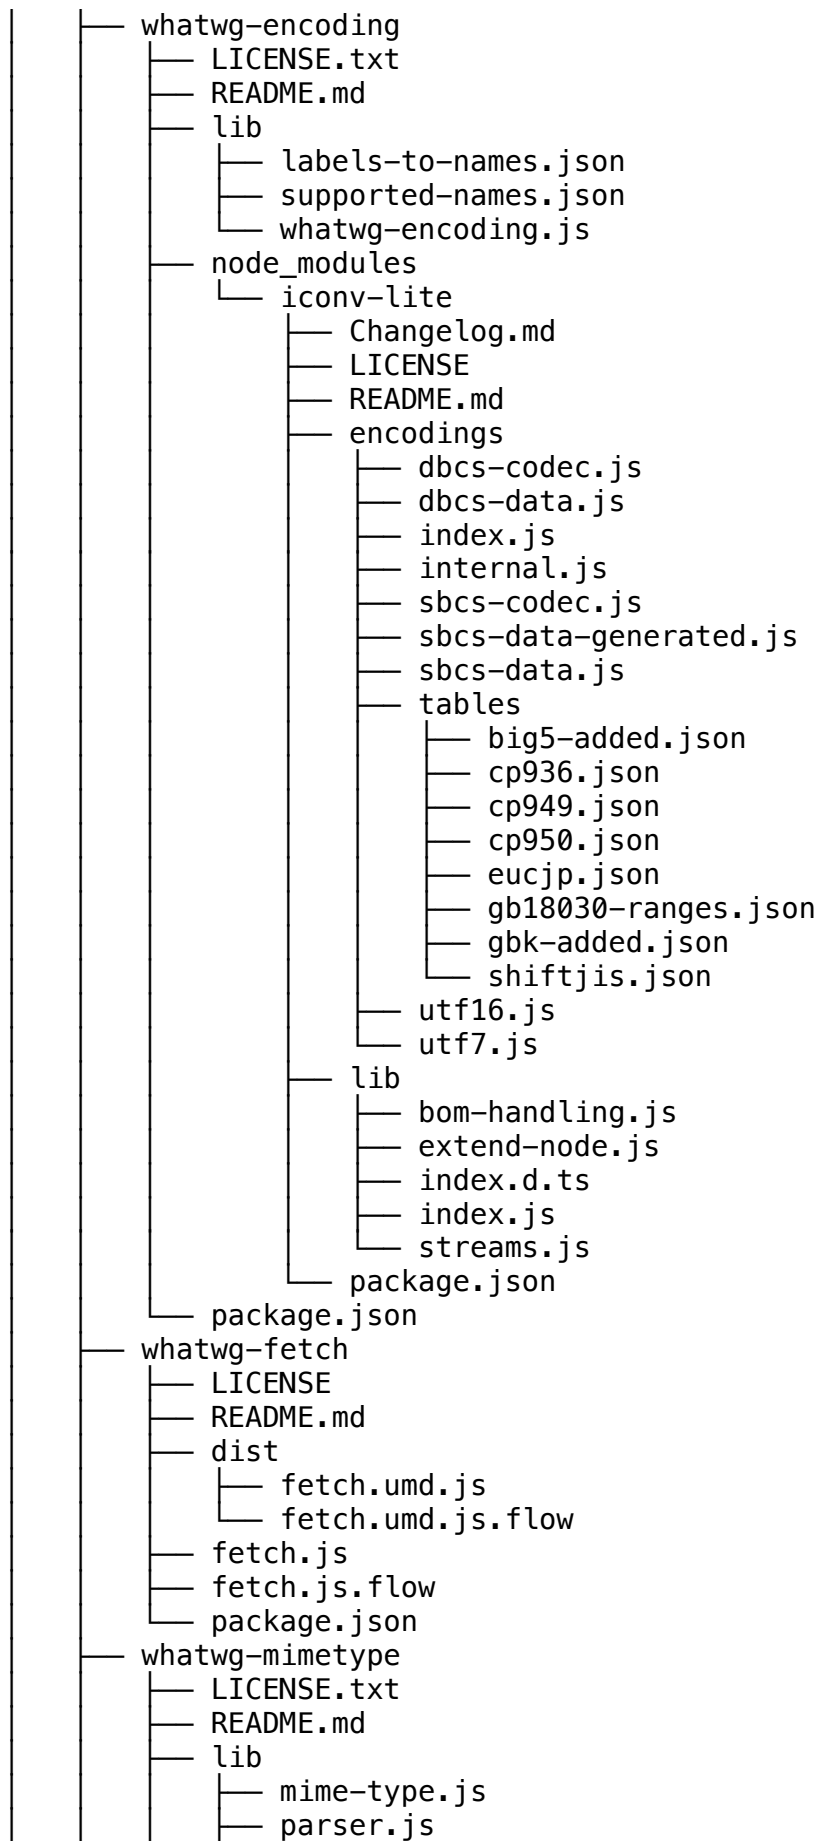 │   ├── whatwg-encoding
│   │   ├── LICENSE.txt
│   │   ├── README.md
│   │   ├── lib
│   │   │   ├── labels-to-names.json
│   │   │   ├── supported-names.json
│   │   │   └── whatwg-encoding.js
│   │   ├── node_modules
│   │   │   └── iconv-lite
│   │   │       ├── Changelog.md
│   │   │       ├── LICENSE
│   │   │       ├── README.md
│   │   │       ├── encodings
│   │   │       │   ├── dbcs-codec.js
│   │   │       │   ├── dbcs-data.js
│   │   │       │   ├── index.js
│   │   │       │   ├── internal.js
│   │   │       │   ├── sbcs-codec.js
│   │   │       │   ├── sbcs-data-generated.js
│   │   │       │   ├── sbcs-data.js
│   │   │       │   ├── tables
│   │   │       │   │   ├── big5-added.json
│   │   │       │   │   ├── cp936.json
│   │   │       │   │   ├── cp949.json
│   │   │       │   │   ├── cp950.json
│   │   │       │   │   ├── eucjp.json
│   │   │       │   │   ├── gb18030-ranges.json
│   │   │       │   │   ├── gbk-added.json
│   │   │       │   │   └── shiftjis.json
│   │   │       │   ├── utf16.js
│   │   │       │   └── utf7.js
│   │   │       ├── lib
│   │   │       │   ├── bom-handling.js
│   │   │       │   ├── extend-node.js
│   │   │       │   ├── index.d.ts
│   │   │       │   ├── index.js
│   │   │       │   └── streams.js
│   │   │       └── package.json
│   │   └── package.json
│   ├── whatwg-fetch
│   │   ├── LICENSE
│   │   ├── README.md
│   │   ├── dist
│   │   │   ├── fetch.umd.js
│   │   │   └── fetch.umd.js.flow
│   │   ├── fetch.js
│   │   ├── fetch.js.flow
│   │   └── package.json
│   ├── whatwg-mimetype
│   │   ├── LICENSE.txt
│   │   ├── README.md
│   │   ├── lib
│   │   │   ├── mime-type.js
│   │   │   ├── parser.js